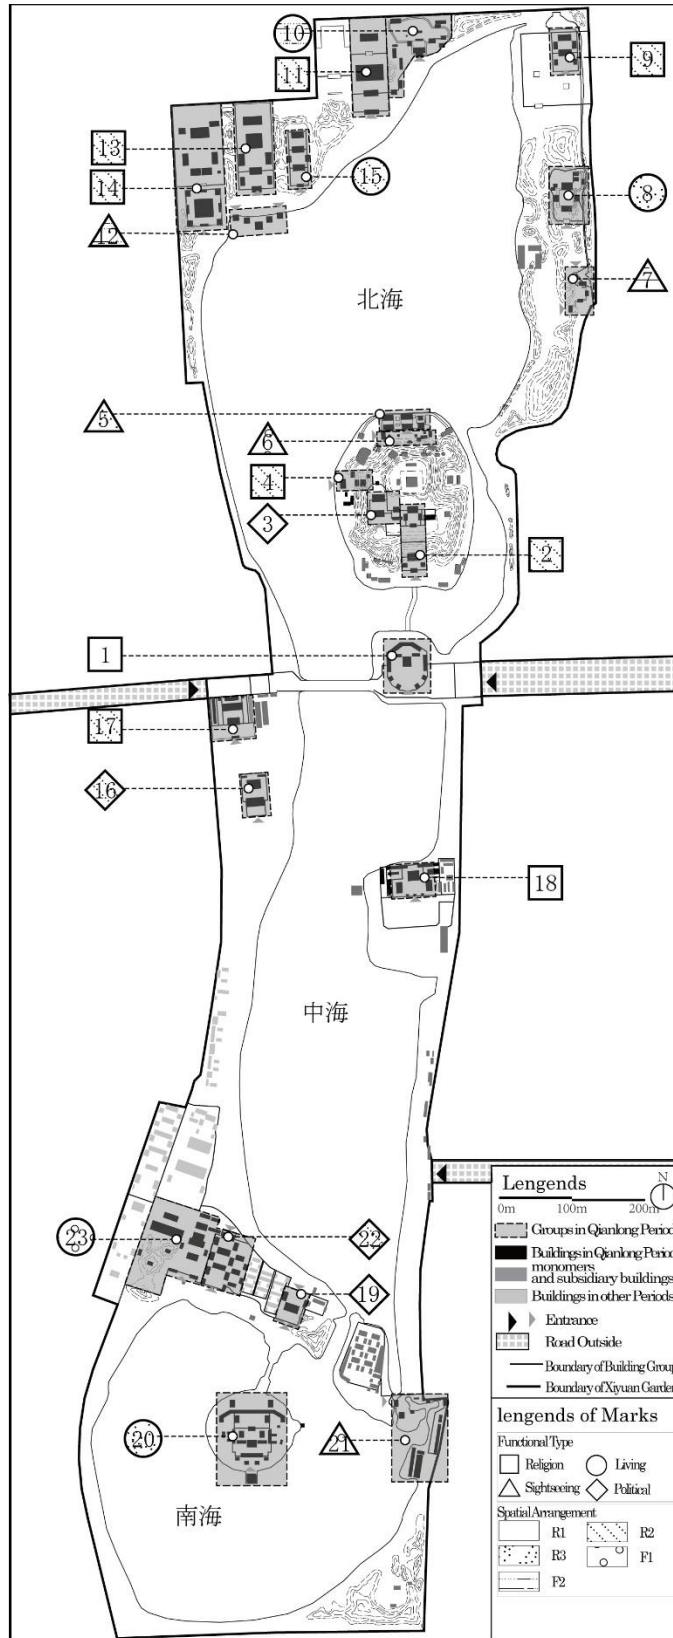 10
11
9
13
14
15
8
12
7
北海
5
6
4
3
2
1
17
16
18
中海
23
22
19
20
21
南海
Lengends
N
0m 100m 200m
Groups in Qianlong Period
Buildings in Qianlong Period
monomers
and subsidiary buildings
Buildings in other Periods
Entrance
Road Outside
Boundary of Building Group
Boundary of Xiyuan Garden
lengends of Marks
Functional Type
Religion Living
Sightseeing Political
Spatial Arrangement
R1 R2
R3 F1
F2